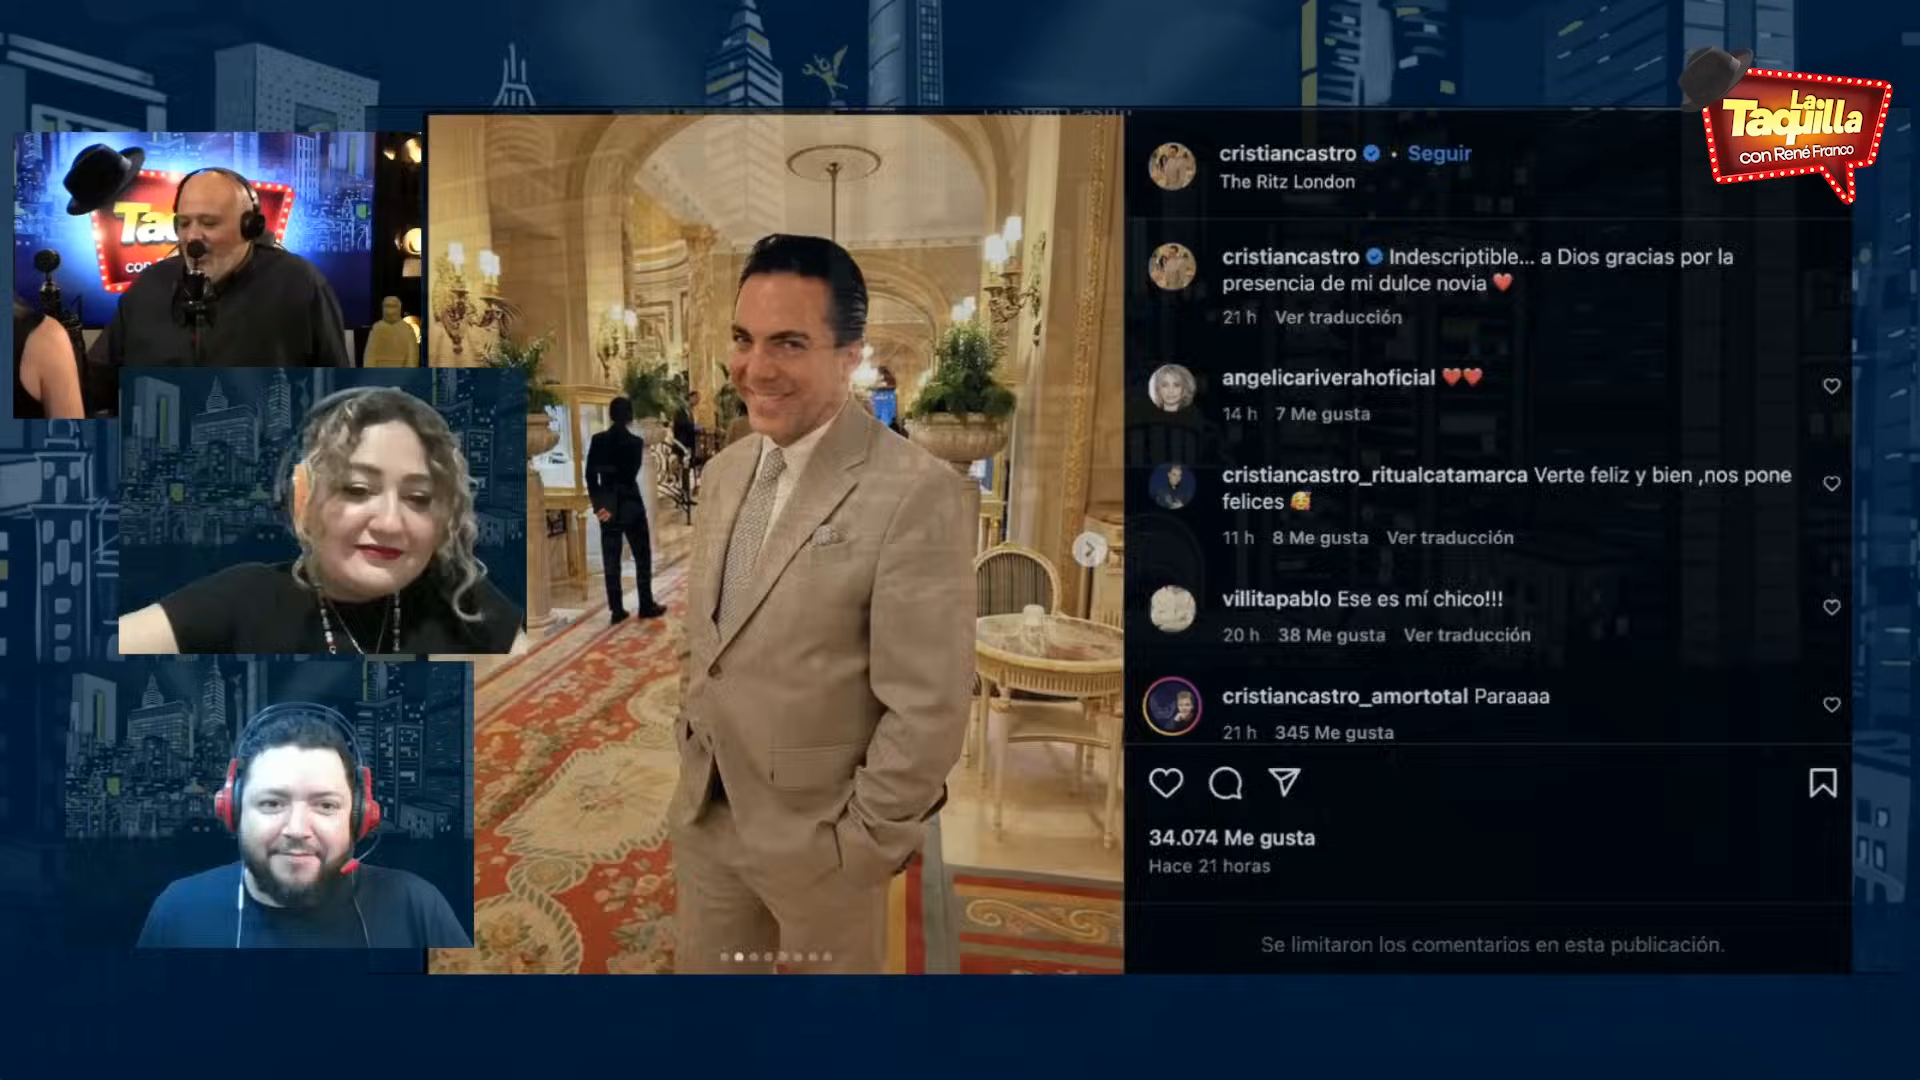 La
Taquilla
con René Franco
Ta
CON
cristiancastro • Seguir
The Ritz London
cristiancastro Indescriptible... a Dios gracias por la
presencia de mi dulce novia ❤️
21 h Ver traducción
angelicariverahoficial ❤️❤️
14 h 7 Me gusta
cristiancastro_ritualcatamarca Verte feliz y bien ,nos pone
felices 🥰
11 h 8 Me gusta Ver traducción
villitapablo Ese es mí chico!!!
20 h 38 Me gusta Ver traducción
cristiancastro_amortotal Paraaaa
21 h 345 Me gusta
34.074 Me gusta
Hace 21 horas
Se limitaron los comentarios en esta publicación.